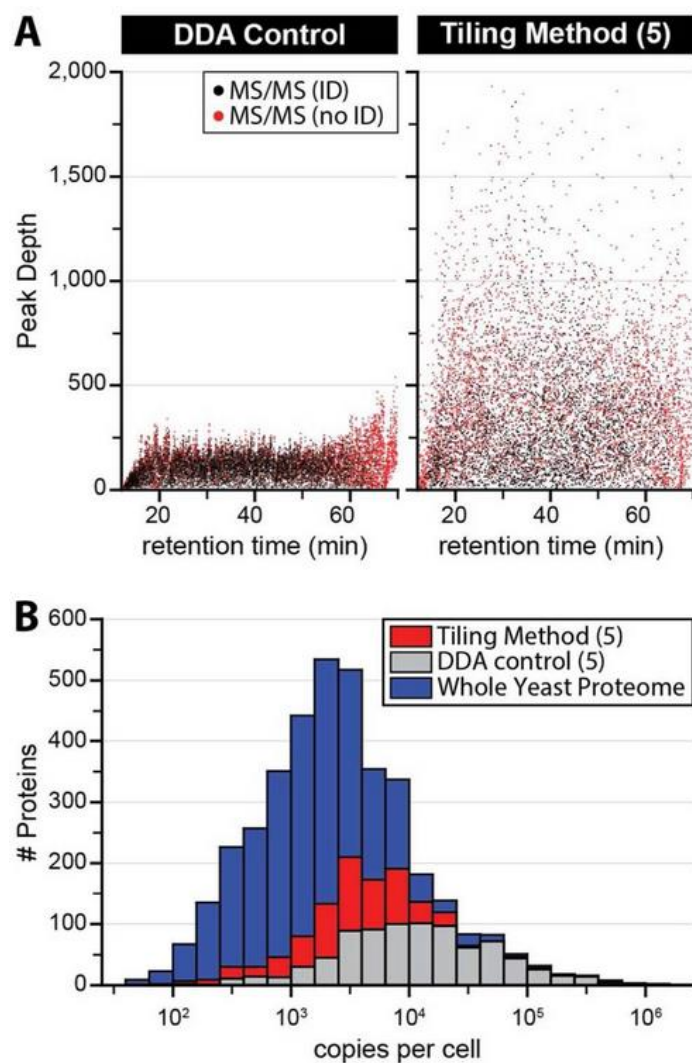 A
DDA Control
Tiling Method (5)
2,000
1,500
1,000
500
0
Peak Depth
MS/MS (ID)
MS/MS (no ID)
20 40 60
20 40 60
retention time (min)
retention time (min)
B
600
500
400
300
200
100
0
# Proteins
Tiling Method (5)
DDA control (5)
Whole Yeast Proteome
10² 10³ 10⁴ 10⁵ 10⁶
copies per cell